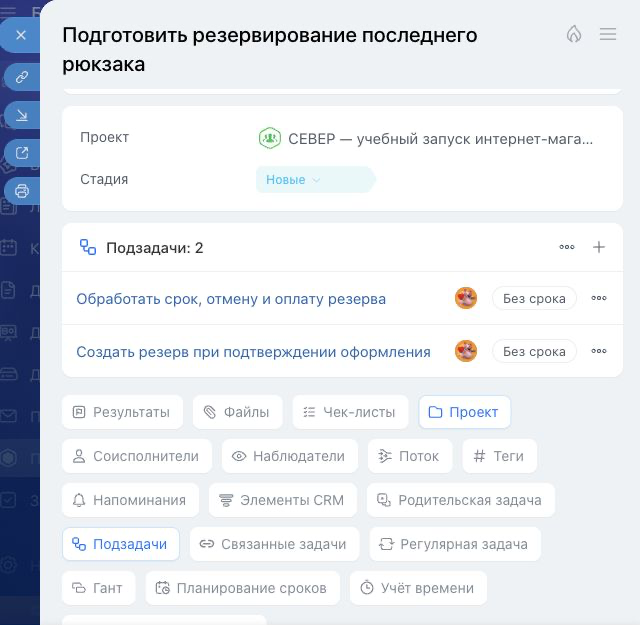 Подготовить резервирование последнего
рюкзака
Проект
СЕВЕР — учебный запуск интернет-мага...
Стадия
Новые
Подзадачи: 2
Обработать срок, отмену и оплату резерва
Без срока
Создать резерв при подтверждении оформления
Без срока
Результаты
Файлы
Чек-листы
Проект
Соисполнители
Наблюдатели
Поток
Теги
Напоминания
Элементы CRM
Родительская задача
Подзадачи
Связанные задачи
Регулярная задача
Гант
Планирование сроков
Учёт времени